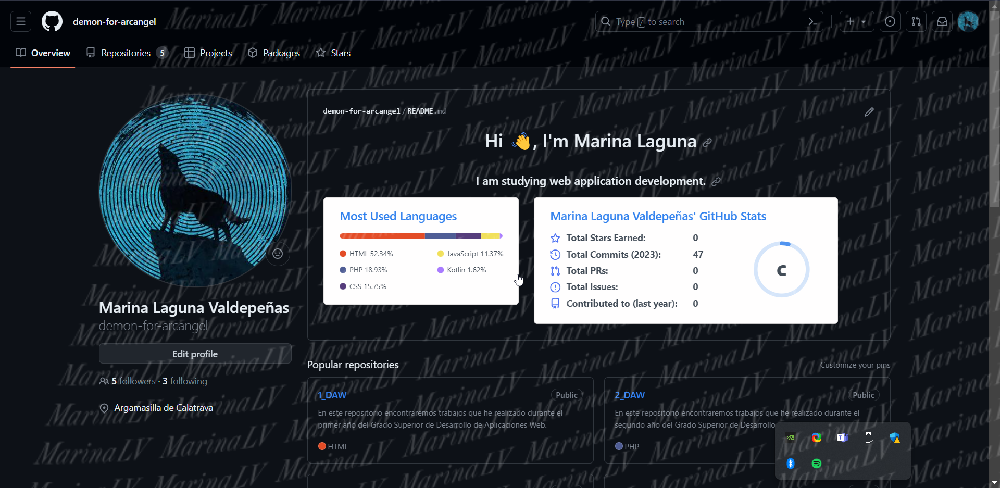 demon-for-arcangel
Type / to search
Overview
Repositories 5
Projects
Packages
Stars
demon-for-arcangel / README.md
Hi 👋, I'm Marina Laguna
I am studying web application development.
Most Used Languages
HTML 52.34%
JavaScript 11.37%
PHP 18.93%
Kotlin 1.62%
CSS 15.75%
Marina Laguna Valdepeñas' GitHub Stats
Total Stars Earned: 0
Total Commits (2023): 47
Total PRs: 0
Total Issues: 0
Contributed to (last year): 0
C
Marina Laguna Valdepeñas
demon-for-arcangel
Edit profile
5 followers · 3 following
Argamasilla de Calatrava
Popular repositories
Customize your pins
1_DAW
Public
En este repositorio encontraremos trabajos que he realizado durante el
primer año del Grado Superior de Desarrollo de Aplicaciones Web.
HTML
2_DAW
Public
En este repositorio encontraremos trabajos que he realizado durante el
segundo año del Grado Superior de Desarrollo
PHP
MarinaLV